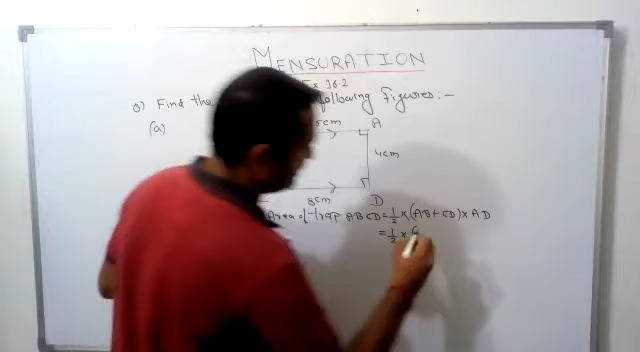 MENSURATION
Ex. 16.2
Q) Find the following figures:-
(a) cm A
4cm
8cm D
Area of trap ABCD = 1/2 × (AB + CD) × AD
= 1/2 ×